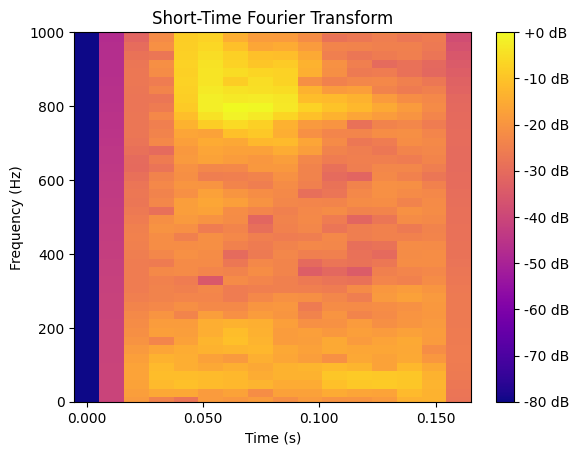 Short-Time Fourier Transform
1000
800
600
400
200
0
Frequency (Hz)
0.000
0.050
0.100
0.150
Time (s)
+0 dB
-10 dB
-20 dB
-30 dB
-40 dB
-50 dB
-60 dB
-70 dB
-80 dB